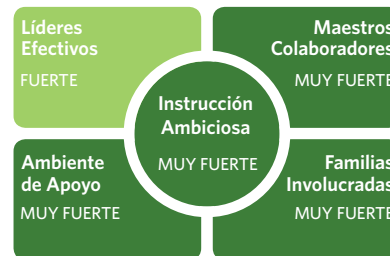 Líderes
Efectivos
FUERTE
Maestros
Colaboradores
MUY FUERTE
Instrucción
Ambiciosa
MUY FUERTE
Ambiente
de Apoyo
MUY FUERTE
Familias
Involucradas
MUY FUERTE